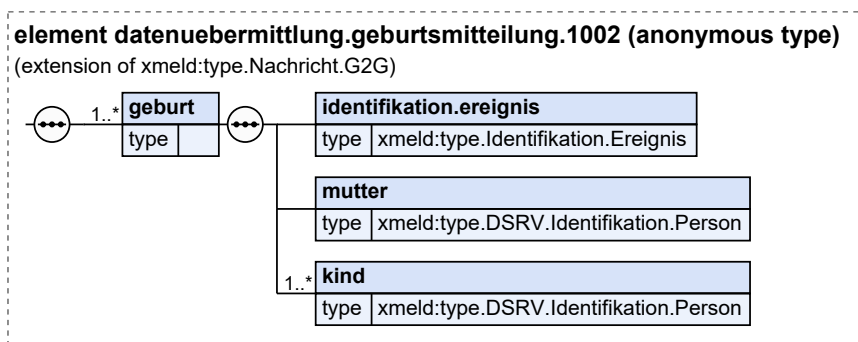 element datenuebermittlung.geburtsmitteilung.1002 (anonymous type)
(extension of xmeld:type.Nachricht.G2G)
1..* geburt
type
identifikation.ereignis
type xmeld:type.Identifikation.Ereignis
mutter
type xmeld:type.DSRV.Identifikation.Person
1..* kind
type xmeld:type.DSRV.Identifikation.Person